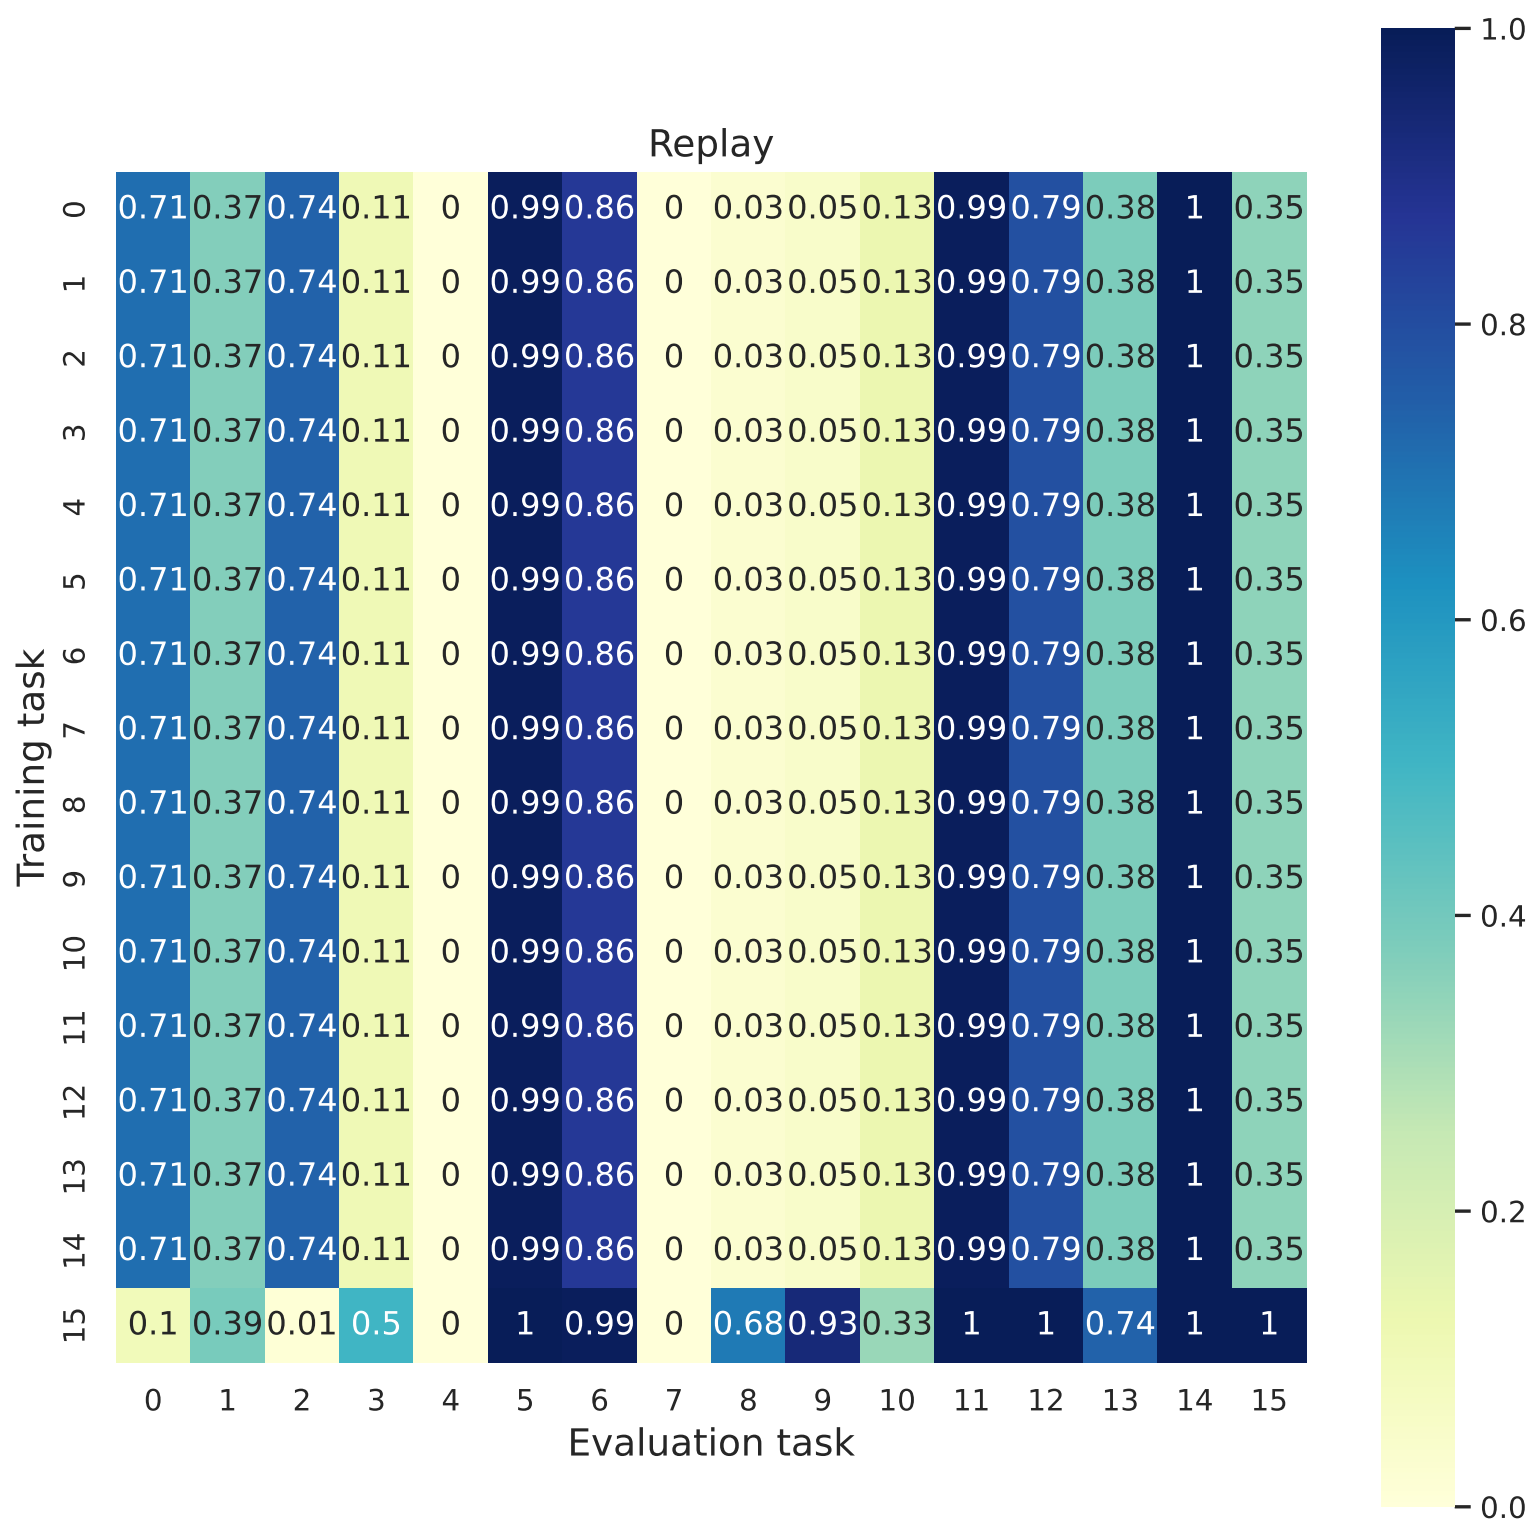 Replay
0 0.71 0.37 0.74 0.11 0 0.99 0.86 0 0.03 0.05 0.13 0.99 0.79 0.38 1 0.35
1 0.71 0.37 0.74 0.11 0 0.99 0.86 0 0.03 0.05 0.13 0.99 0.79 0.38 1 0.35
2 0.71 0.37 0.74 0.11 0 0.99 0.86 0 0.03 0.05 0.13 0.99 0.79 0.38 1 0.35
3 0.71 0.37 0.74 0.11 0 0.99 0.86 0 0.03 0.05 0.13 0.99 0.79 0.38 1 0.35
4 0.71 0.37 0.74 0.11 0 0.99 0.86 0 0.03 0.05 0.13 0.99 0.79 0.38 1 0.35
5 0.71 0.37 0.74 0.11 0 0.99 0.86 0 0.03 0.05 0.13 0.99 0.79 0.38 1 0.35
6 0.71 0.37 0.74 0.11 0 0.99 0.86 0 0.03 0.05 0.13 0.99 0.79 0.38 1 0.35
7 0.71 0.37 0.74 0.11 0 0.99 0.86 0 0.03 0.05 0.13 0.99 0.79 0.38 1 0.35
8 0.71 0.37 0.74 0.11 0 0.99 0.86 0 0.03 0.05 0.13 0.99 0.79 0.38 1 0.35
9 0.71 0.37 0.74 0.11 0 0.99 0.86 0 0.03 0.05 0.13 0.99 0.79 0.38 1 0.35
10 0.71 0.37 0.74 0.11 0 0.99 0.86 0 0.03 0.05 0.13 0.99 0.79 0.38 1 0.35
11 0.71 0.37 0.74 0.11 0 0.99 0.86 0 0.03 0.05 0.13 0.99 0.79 0.38 1 0.35
12 0.71 0.37 0.74 0.11 0 0.99 0.86 0 0.03 0.05 0.13 0.99 0.79 0.38 1 0.35
13 0.71 0.37 0.74 0.11 0 0.99 0.86 0 0.03 0.05 0.13 0.99 0.79 0.38 1 0.35
14 0.71 0.37 0.74 0.11 0 0.99 0.86 0 0.03 0.05 0.13 0.99 0.79 0.38 1 0.35
15 0.1 0.39 0.01 0.5 0 1 0.99 0 0.68 0.93 0.33 1 1 0.74 1 1
0 1 2 3 4 5 6 7 8 9 10 11 12 13 14 15
Evaluation task
Training task
1.0
0.8
0.6
0.4
0.2
0.0